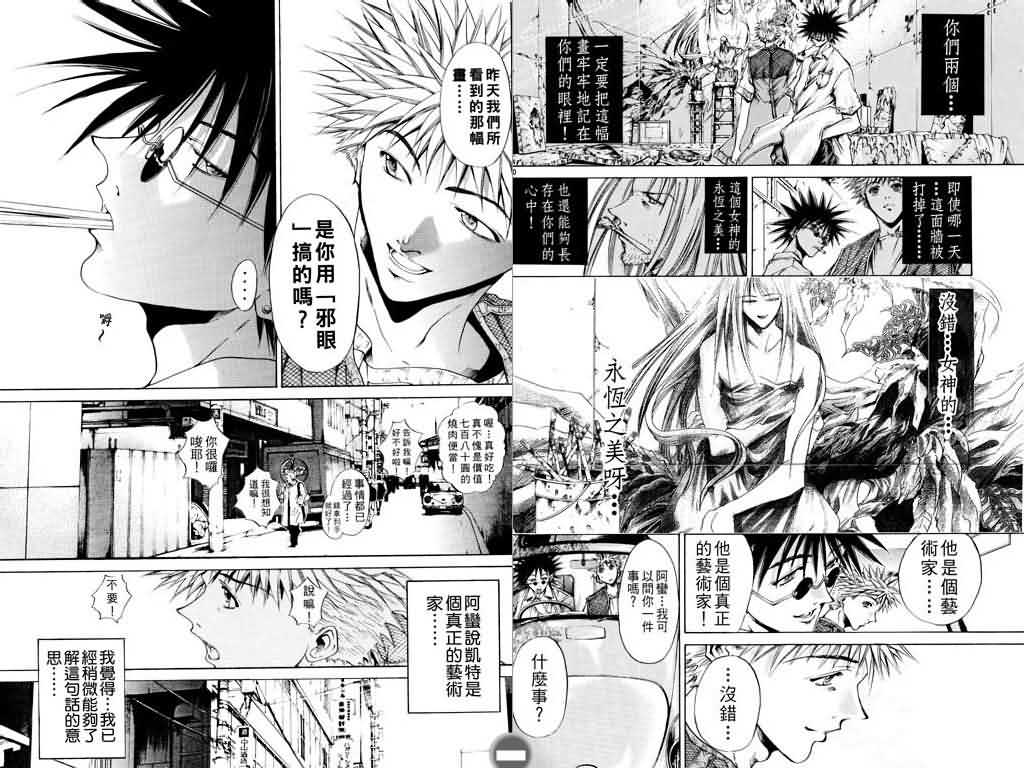 你們兩個…
一定要把這幅
畫牢牢地記在
你們的眼裡！
即使哪一天
…這面牆被
打掉了……
這個女神的
永恆之美…
也還能夠長
存在你們的
心中！
沒錯…女神的…
永恆之美呀…
他是個藝
術家……
他是個真正
的藝術家！
阿蠻…我可
以問你一件
事嗎？
什麼事？
…沒錯…
昨天我們所
看到的那幅
畫……
是你用「邪眼
」搞的嗎？
……
喔…真好吃！
真不愧是價值
七百八十圓的
燒肉便當！
告訴我嘛！
好不好啦！
事情都已
經過了…
錢拿到
就好了！
我很想知
道嘛！
你很囉
唆耶！
阿蠻說凱特是
個真正的藝術
家……
說嘛！
不要！
我覺得…我已
經稍微能夠了
解這句話的意
思……